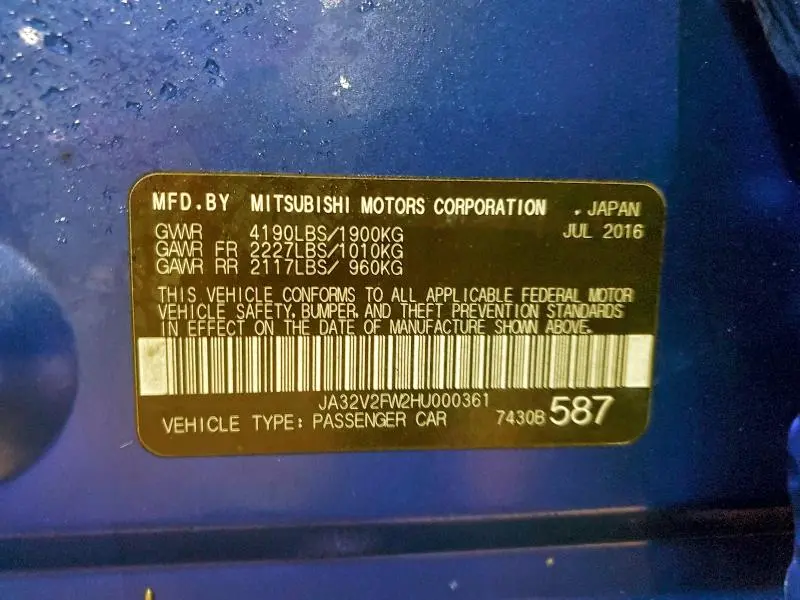 MFD.BY MITSUBISHI MOTORS CORPORATION . JAPAN
GVWR 4190LBS/1900KG JUL 2016
GAWR FR 2227LBS/1010KG
GAWR RR 2117LBS/ 960KG
THIS VEHICLE CONFORMS TO ALL APPLICABLE FEDERAL MOTOR
VEHICLE SAFETY, BUMPER, AND THEFT PREVENTION STANDARDS
IN EFFECT ON THE DATE OF MANUFACTURE SHOWN ABOVE.
JA32V2FW2HU000361
VEHICLE TYPE: PASSENGER CAR 7430B 587